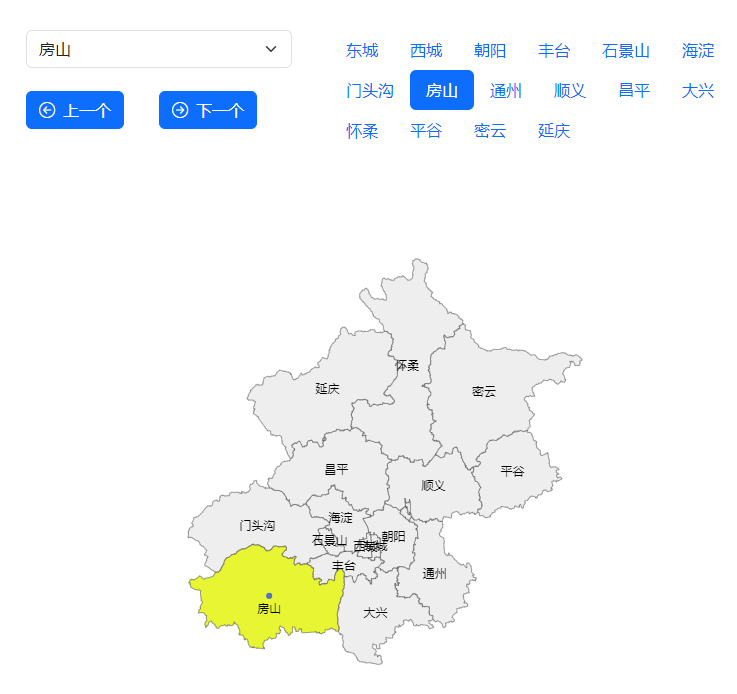 房山
上一个 下一个
东城 西城 朝阳 丰台 石景山 海淀
门头沟 房山 通州 顺义 昌平 大兴
怀柔 平谷 密云 延庆
怀柔
延庆
密云
昌平
平谷
顺义
海淀
门头沟
朝阳
石景山
西城
东城
丰台
通州
房山
大兴